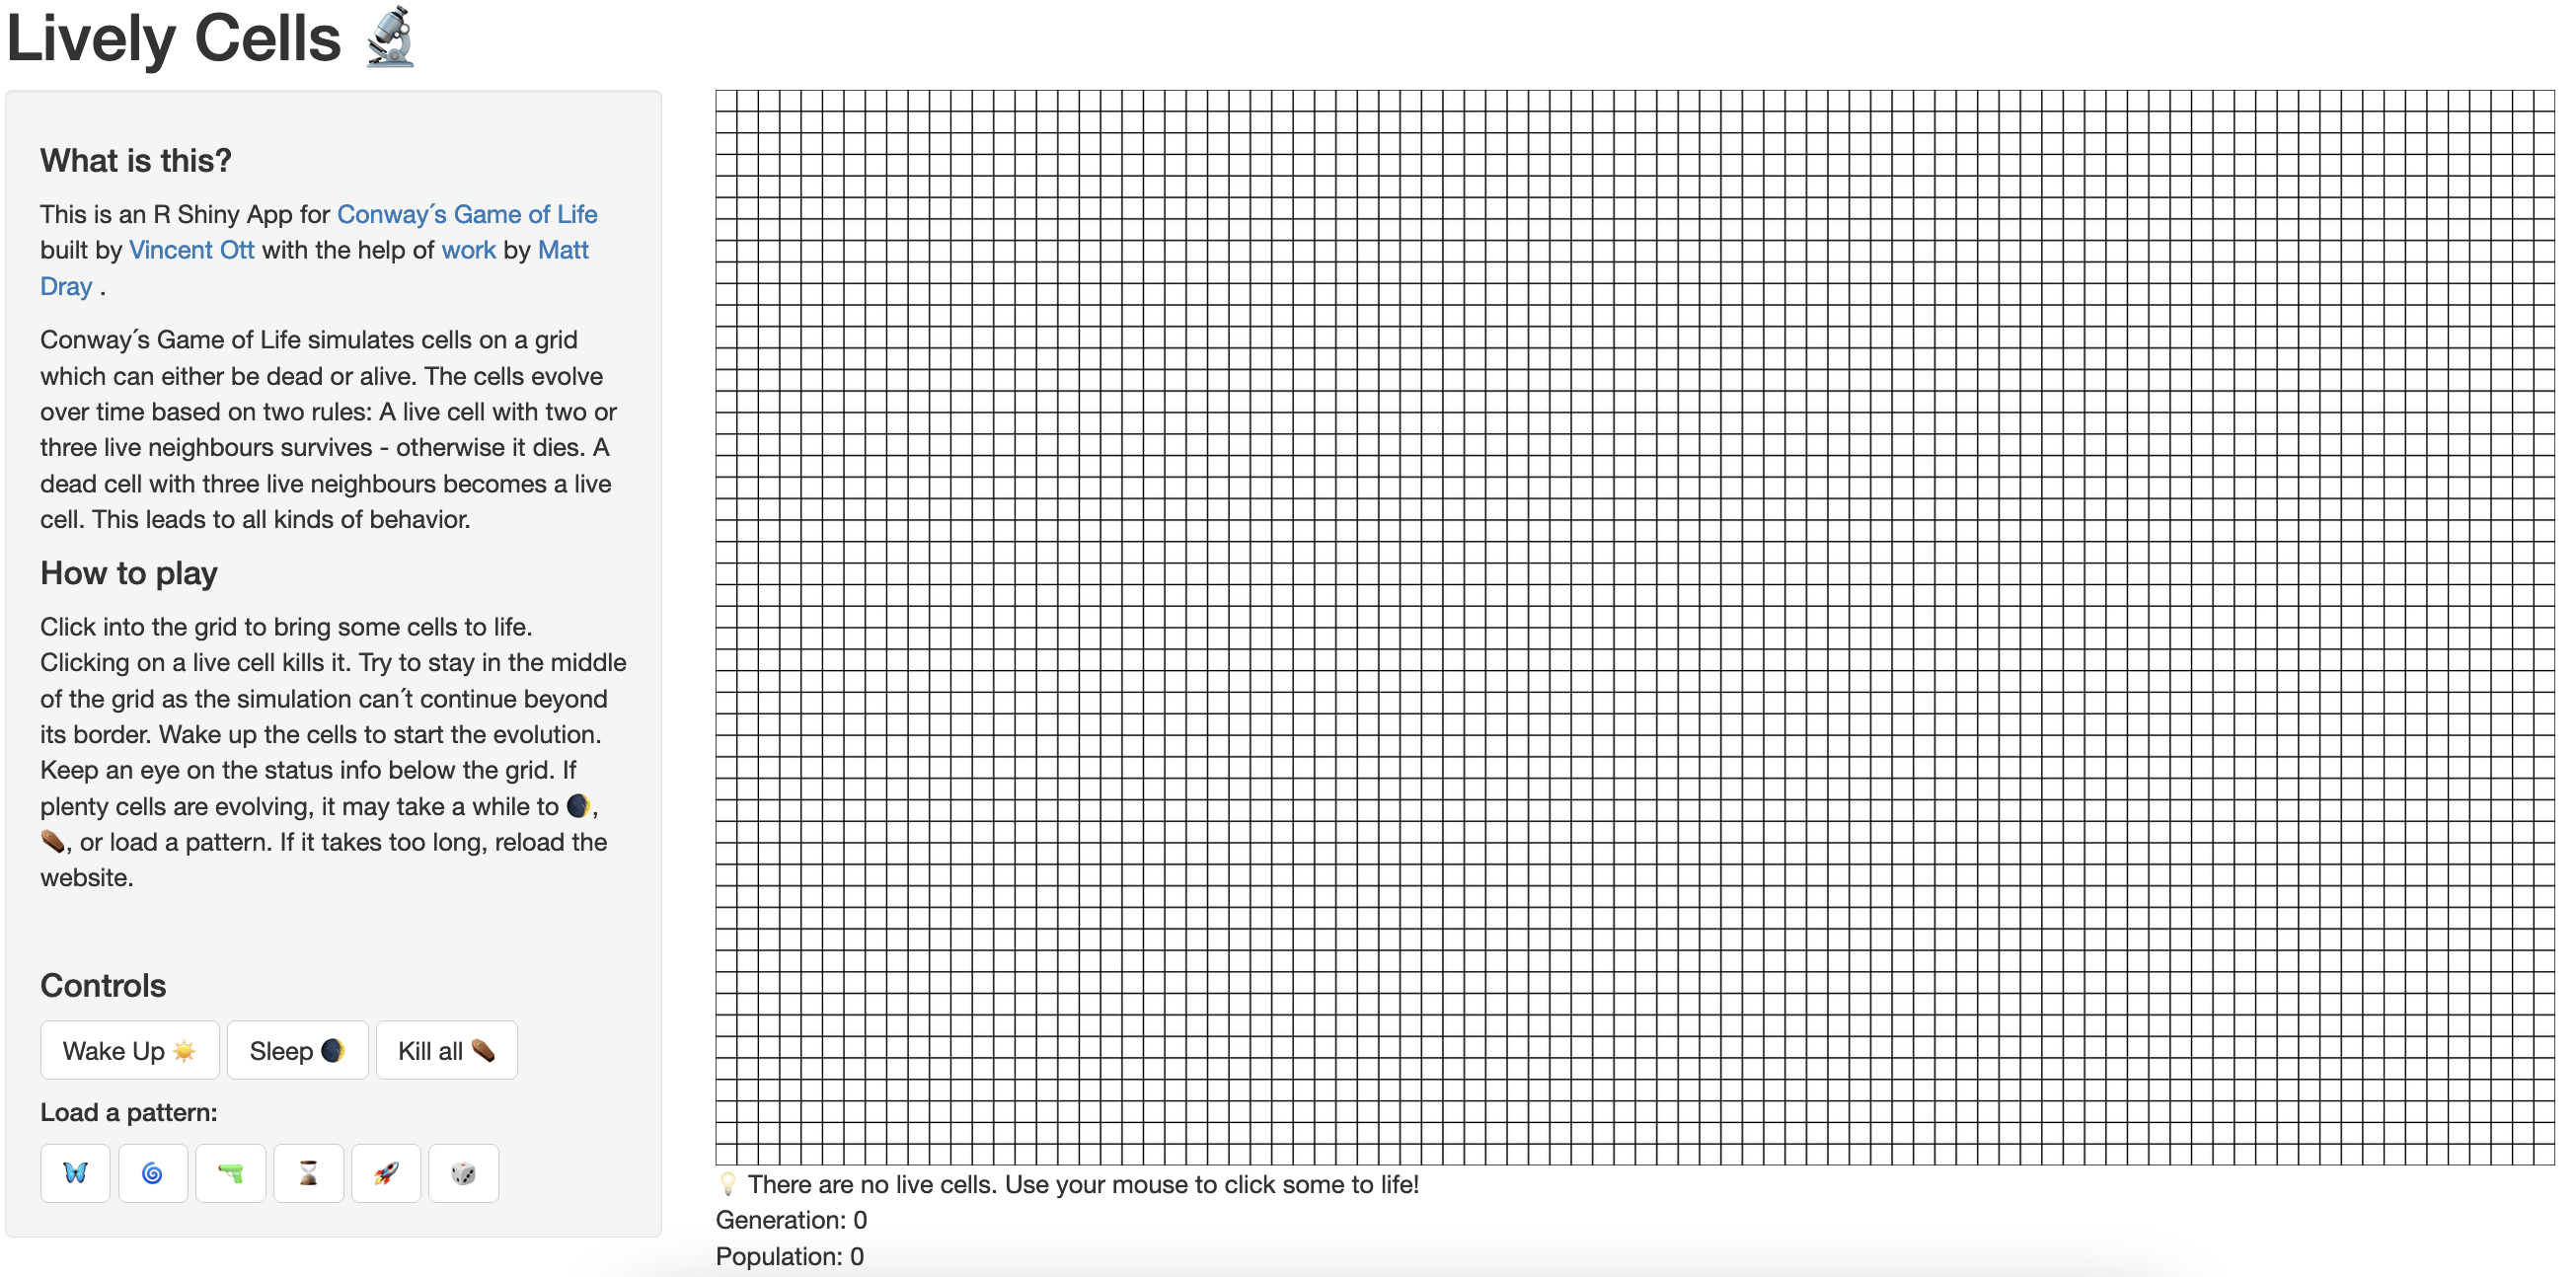 Lively Cells 🔬
What is this?
This is an R Shiny App for Conway´s Game of Life
built by Vincent Ott with the help of work by Matt
Dray .
Conway´s Game of Life simulates cells on a grid
which can either be dead or alive. The cells evolve
over time based on two rules: A live cell with two or
three live neighbours survives - otherwise it dies. A
dead cell with three live neighbours becomes a live
cell. This leads to all kinds of behavior.
How to play
Click into the grid to bring some cells to life.
Clicking on a live cell kills it. Try to stay in the middle
of the grid as the simulation can´t continue beyond
its border. Wake up the cells to start the evolution.
Keep an eye on the status info below the grid. If
plenty cells are evolving, it may take a while to 🌒,
⚰️, or load a pattern. If it takes too long, reload the
website.
Controls
Wake Up ☀️ Sleep 🌒 Kill all ⚰️
Load a pattern:
💡 There are no live cells. Use your mouse to click some to life!
Generation: 0
Population: 0